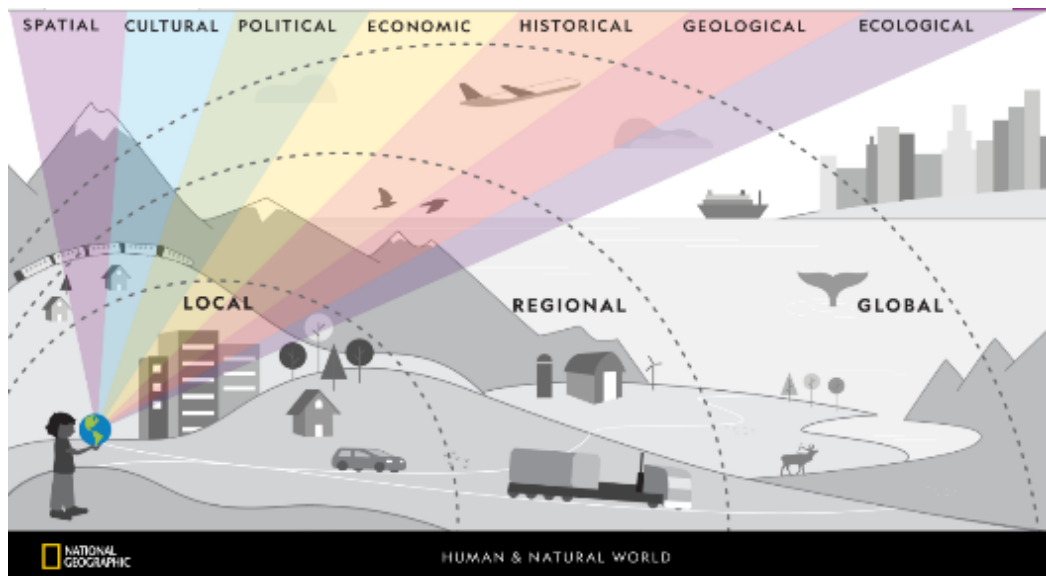 SPATIAL CULTURAL POLITICAL ECONOMIC HISTORICAL GEOLOGICAL ECOLOGICAL
LOCAL REGIONAL GLOBAL
NATIONAL
GEOGRAPHIC
HUMAN & NATURAL WORLD